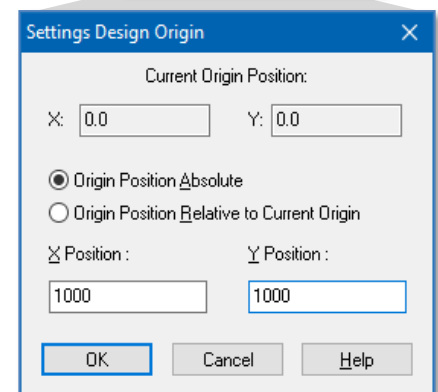 Settings Design Origin
Current Origin Position:
X: 0.0 Y: 0.0
Origin Position Absolute
Origin Position Relative to Current Origin
X Position : Y Position :
1000 1000
OK Cancel Help